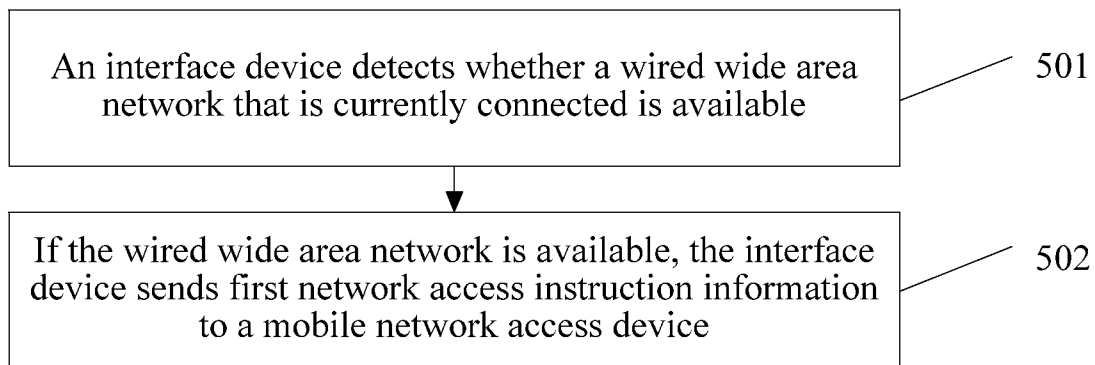 An interface device detects whether a wired wide area
network that is currently connected is available
501
If the wired wide area network is available, the interface
device sends first network access instruction information
to a mobile network access device
502